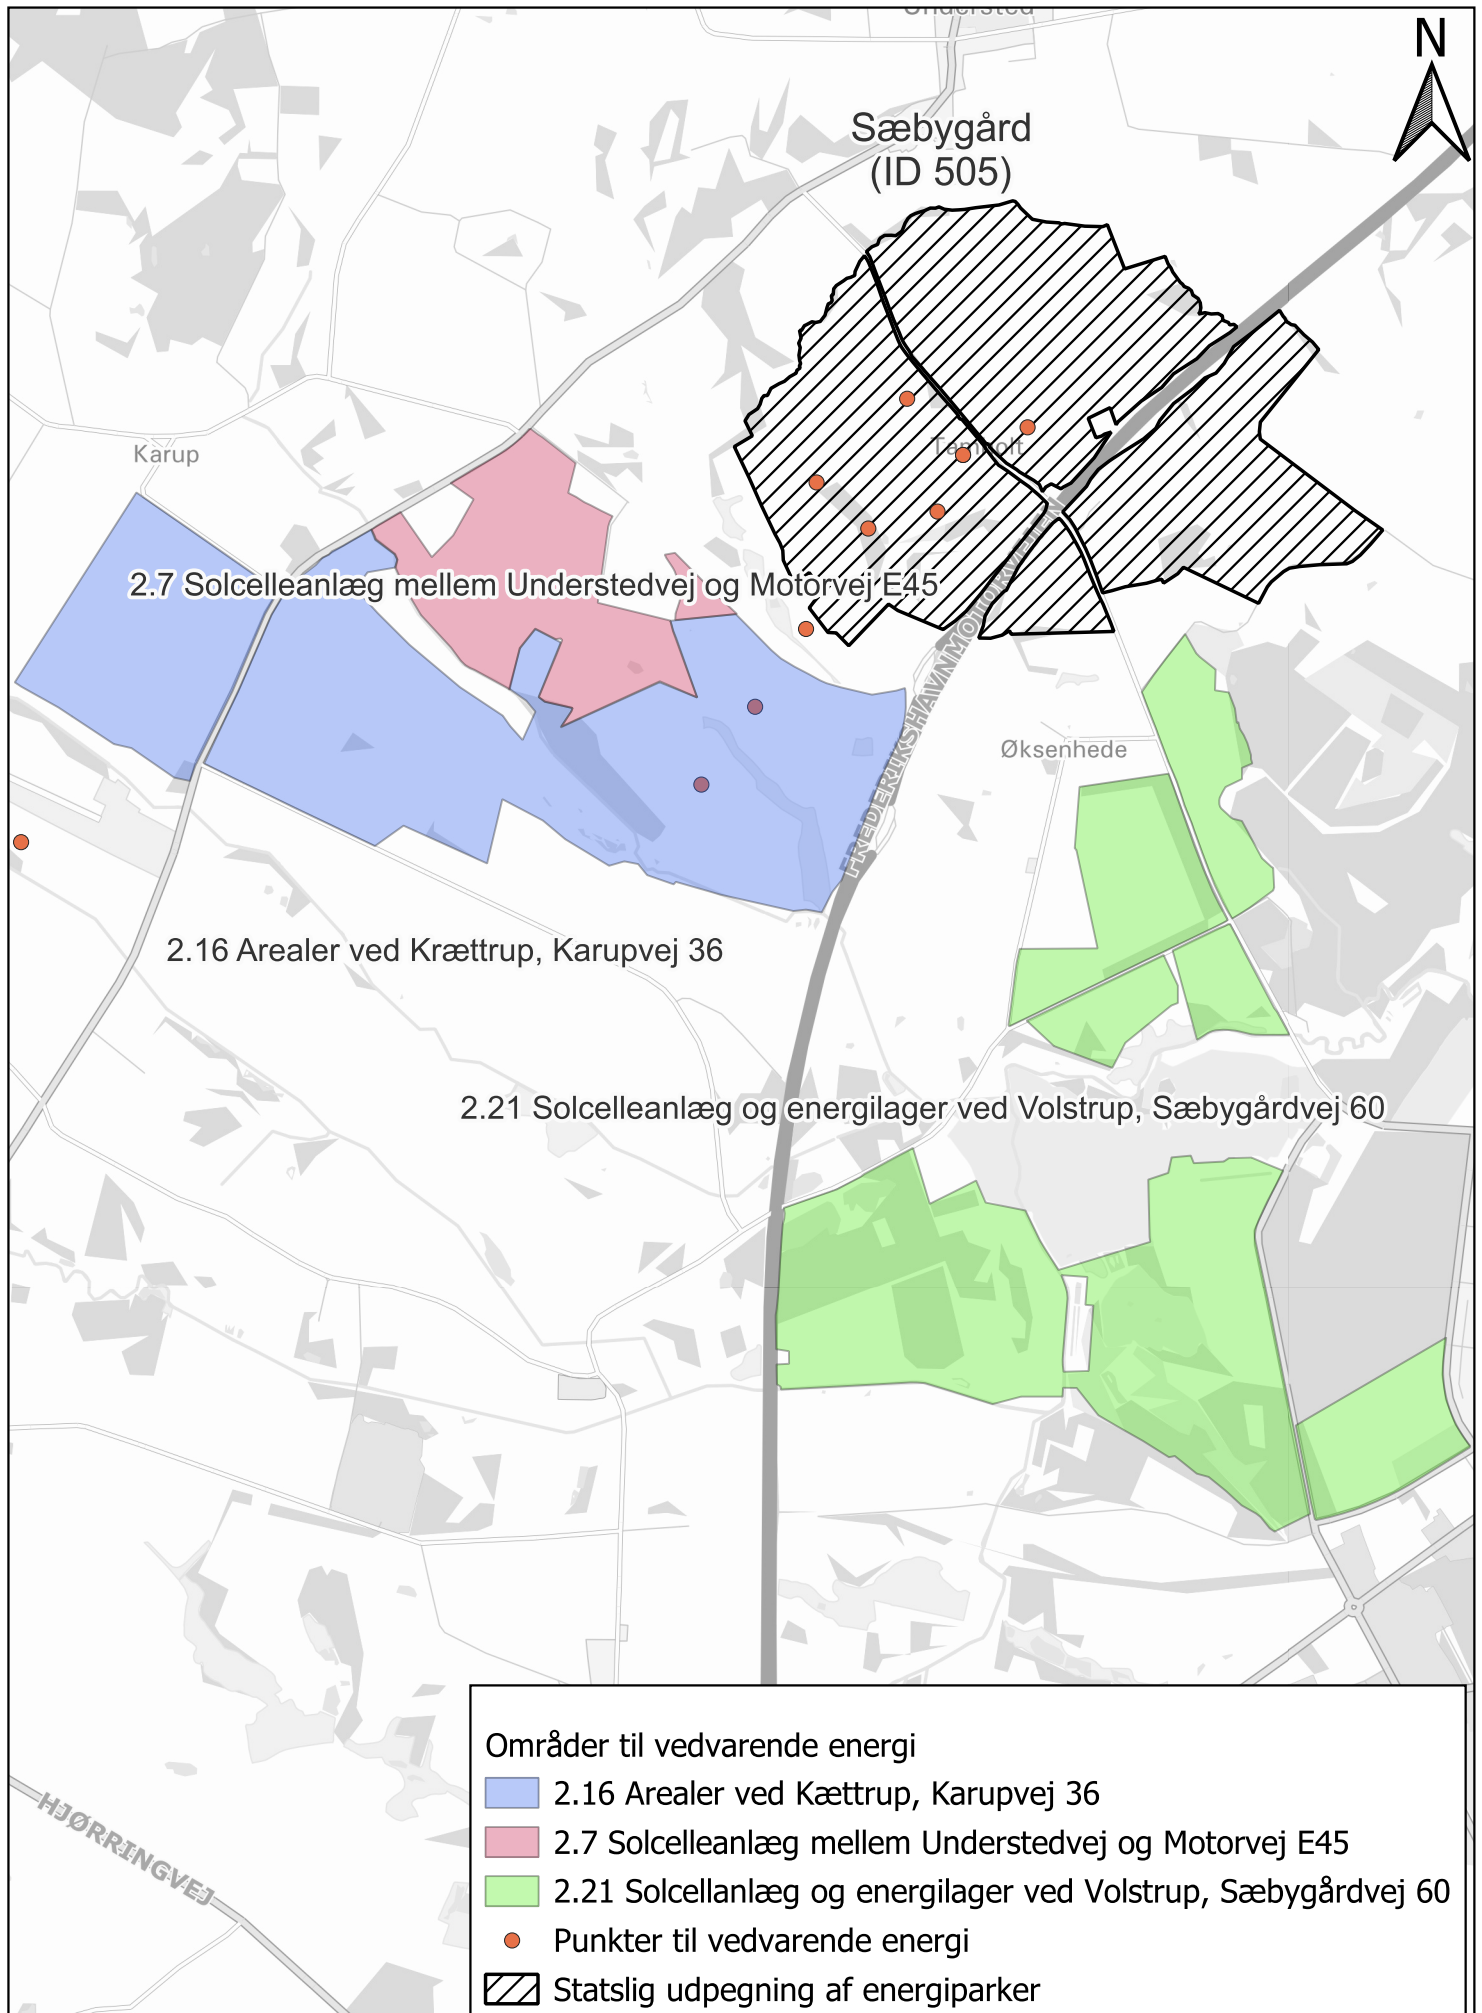 Understed
N
Sæbygård
(ID 505)
Karup
Tamholt
2.7 Solcelleanlæg mellem Understedvej og Motorvej E45
FREDERIKSHAVNMOTORVEJEN
Øksenhede
2.16 Arealer ved Krættrup, Karupvej 36
2.21 Solcelleanlæg og energilager ved Volstrup, Sæbygårdvej 60
HJØRRINGVEJ
Områder til vedvarende energi
2.16 Arealer ved Kættrup, Karupvej 36
2.7 Solcelleanlæg mellem Understedvej og Motorvej E45
2.21 Solcellanlæg og energilager ved Volstrup, Sæbygårdvej 60
Punkter til vedvarende energi
Statslig udpegning af energiparker